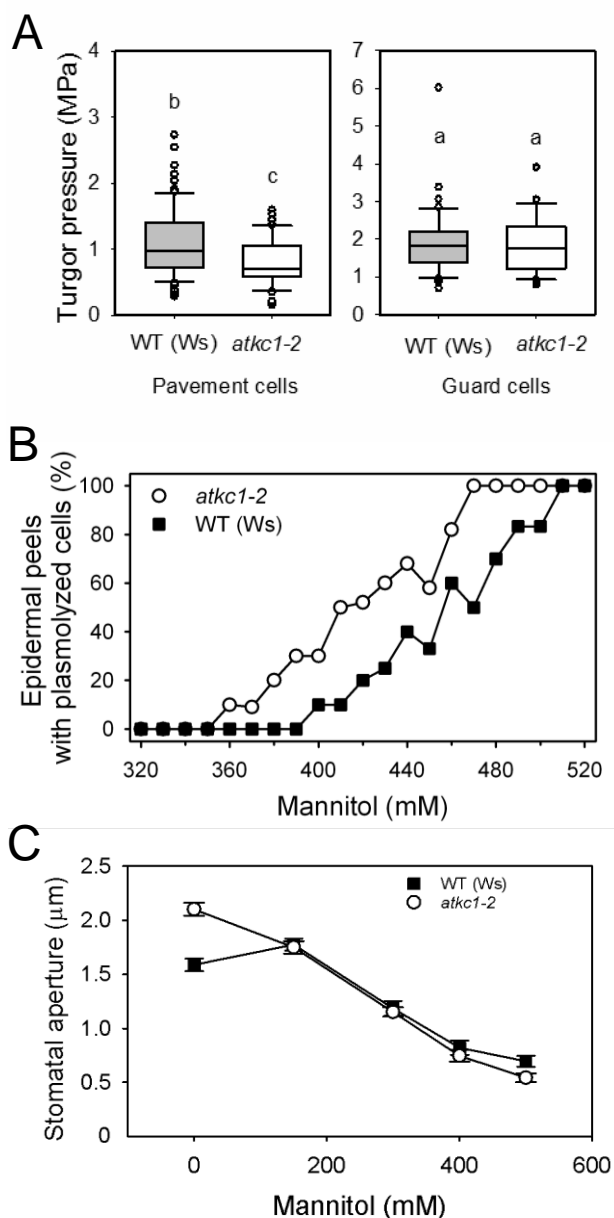 A
Turgor pressure (MPa)
4
3
2
1
0
b
c
WT (Ws) atkc1-2
Pavement cells
7
6
5
4
3
2
1
0
a a
WT (Ws) atkc1-2
Guard cells
B
Epidermal peels
with plasmolyzed cells (%)
100
80
60
40
20
0
atkc1-2
WT (Ws)
320 360 400 440 480 520
Mannitol (mM)
C
Stomatal aperture (μm)
2.5
2.0
1.5
1.0
0.5
0
WT (Ws)
atkc1-2
0 200 400 600
Mannitol (mM)